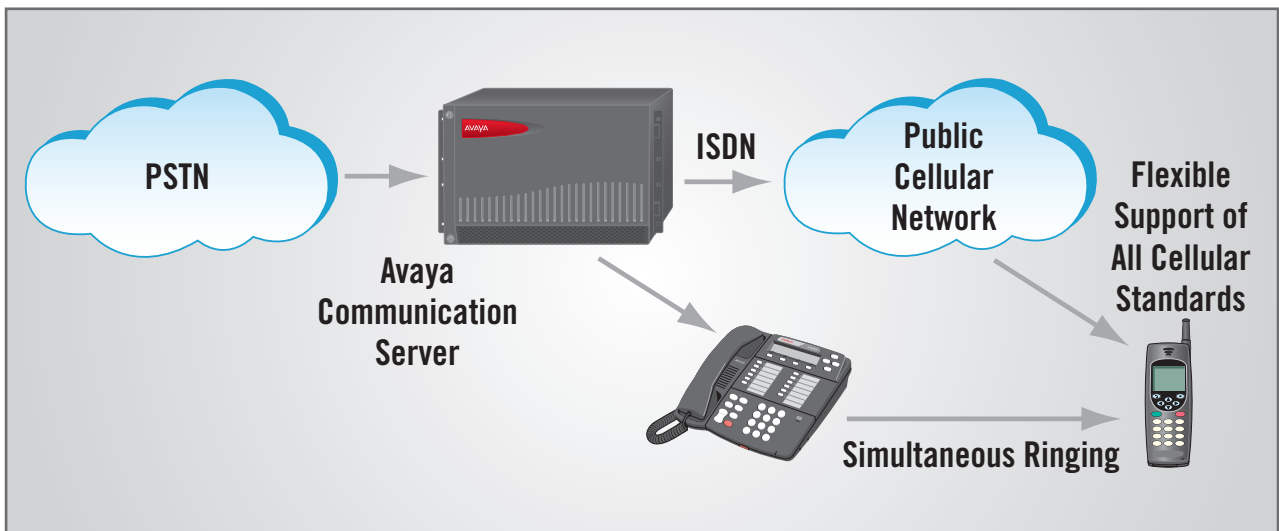 PSTN
AVAYA
Avaya
Communication
Server
ISDN
Public
Cellular
Network
Flexible
Support of
All Cellular
Standards
Simultaneous Ringing